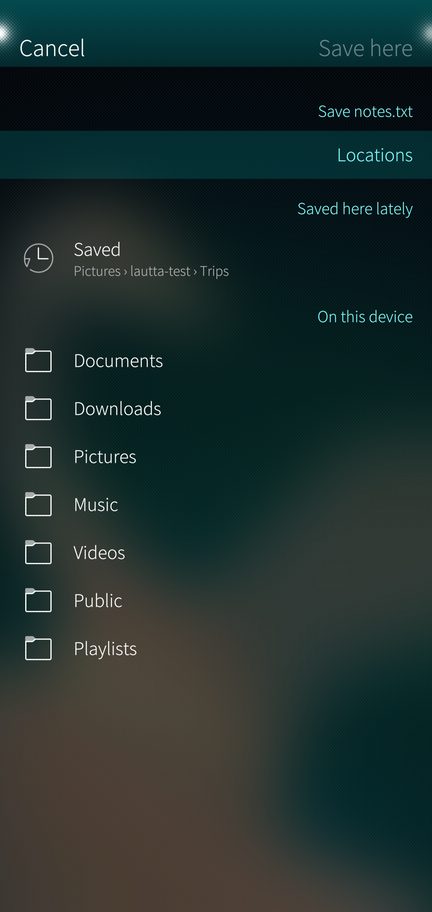 Cancel
Save here
Save notes.txt
Locations
Saved here lately
Saved
Pictures › lautta-test › Trips
On this device
Documents
Downloads
Pictures
Music
Videos
Public
Playlists